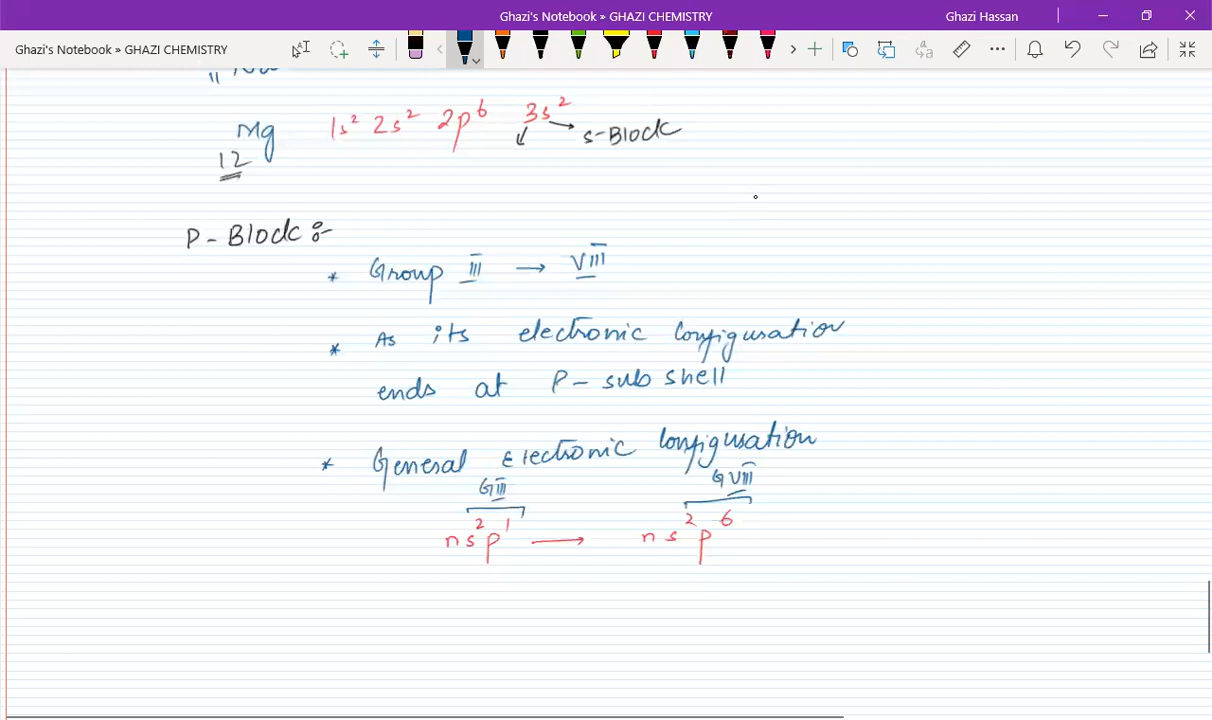 Ghazi's Notebook » GHAZI CHEMISTRY
Ghazi Hassan
Ghazi's Notebook » GHAZI CHEMISTRY
Mg 1s² 2s² 2p⁶ 3s²
s-Block
12
P-Block :-
* Group III → VIII
* As its electronic configuration
ends at P-sub shell
* General Electronic Configuration
GIII GVIII
ns²p¹ → ns²p⁶